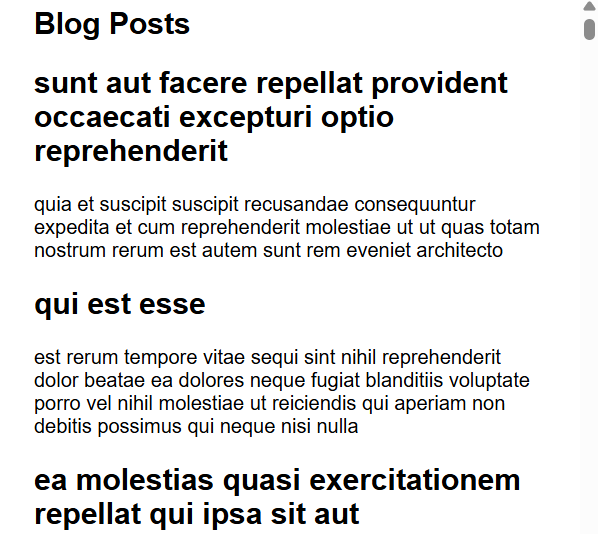 Blog Posts
sunt aut facere repellat provident
occaecati excepturi optio
reprehenderit
quia et suscipit suscipit recusandae consequuntur
expedita et cum reprehenderit molestiae ut ut quas totam
nostrum rerum est autem sunt rem eveniet architecto
qui est esse
est rerum tempore vitae sequi sint nihil reprehenderit
dolor beatae ea dolores neque fugiat blanditiis voluptate
porro vel nihil molestiae ut reiciendis qui aperiam non
debitis possimus qui neque nisi nulla
ea molestias quasi exercitationem
repellat qui ipsa sit aut